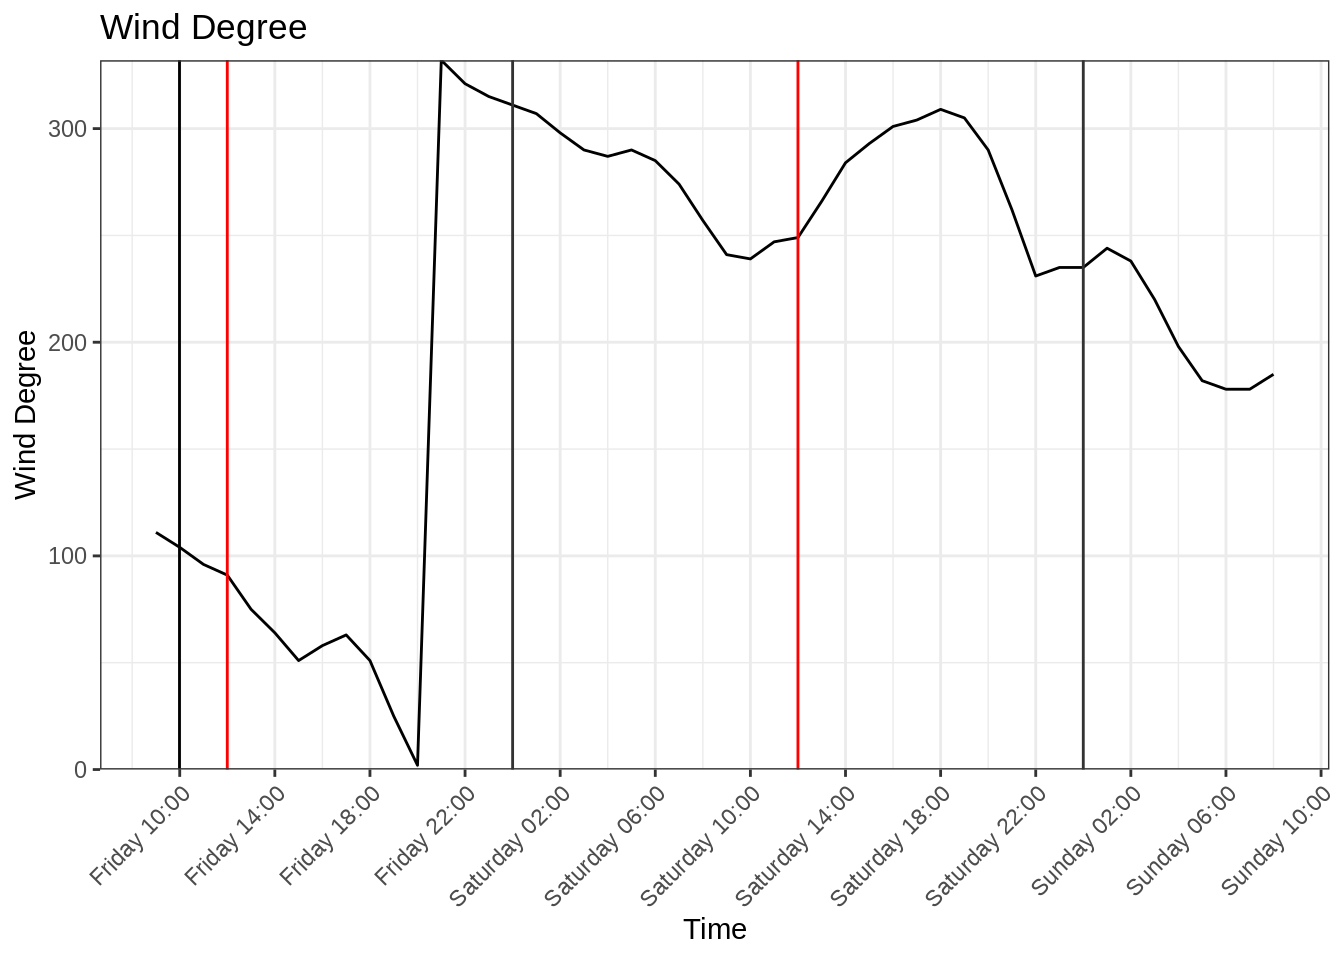 Wind Degree
Wind Degree
300
200
100
0
Friday 10:00
Friday 14:00
Friday 18:00
Friday 22:00
Saturday 02:00
Saturday 06:00
Saturday 10:00
Saturday 14:00
Saturday 18:00
Saturday 22:00
Sunday 02:00
Sunday 06:00
Sunday 10:00
Time